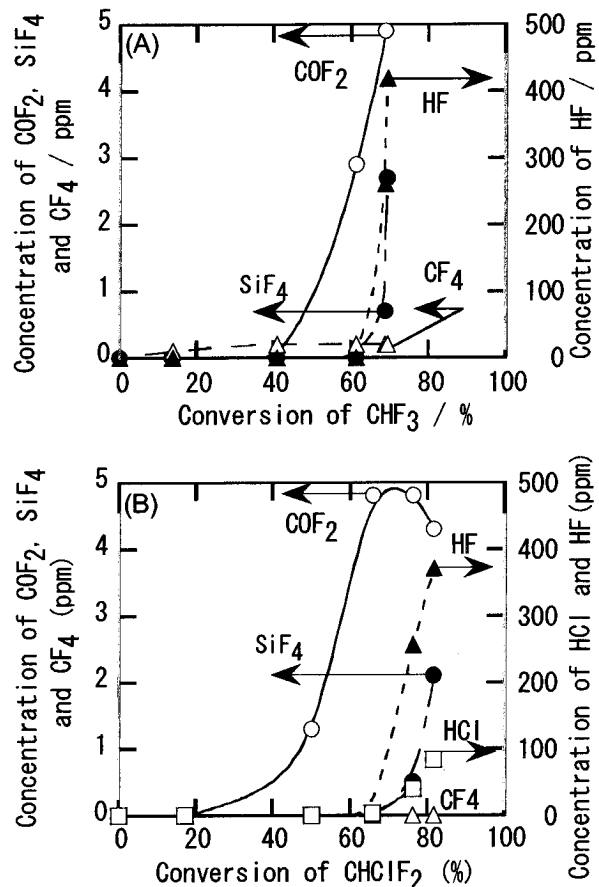 (A)
Concentration of COF2, SiF4
and CF4 / ppm
5
4
3
2
1
0
COF2
HF
SiF4
CF4
500
400
300
200
100
0
Concentration of HF / ppm
0 20 40 60 80 100
Conversion of CHF3 / %
(B)
Concentration of COF2, SiF4
and CF4 (ppm)
5
4
3
2
1
0
COF2
HF
SiF4
HCl
CF4
500
400
300
200
100
0
Concentration of HCl and HF(ppm)
0 20 40 60 80 100
Conversion of CHClF2 (%)